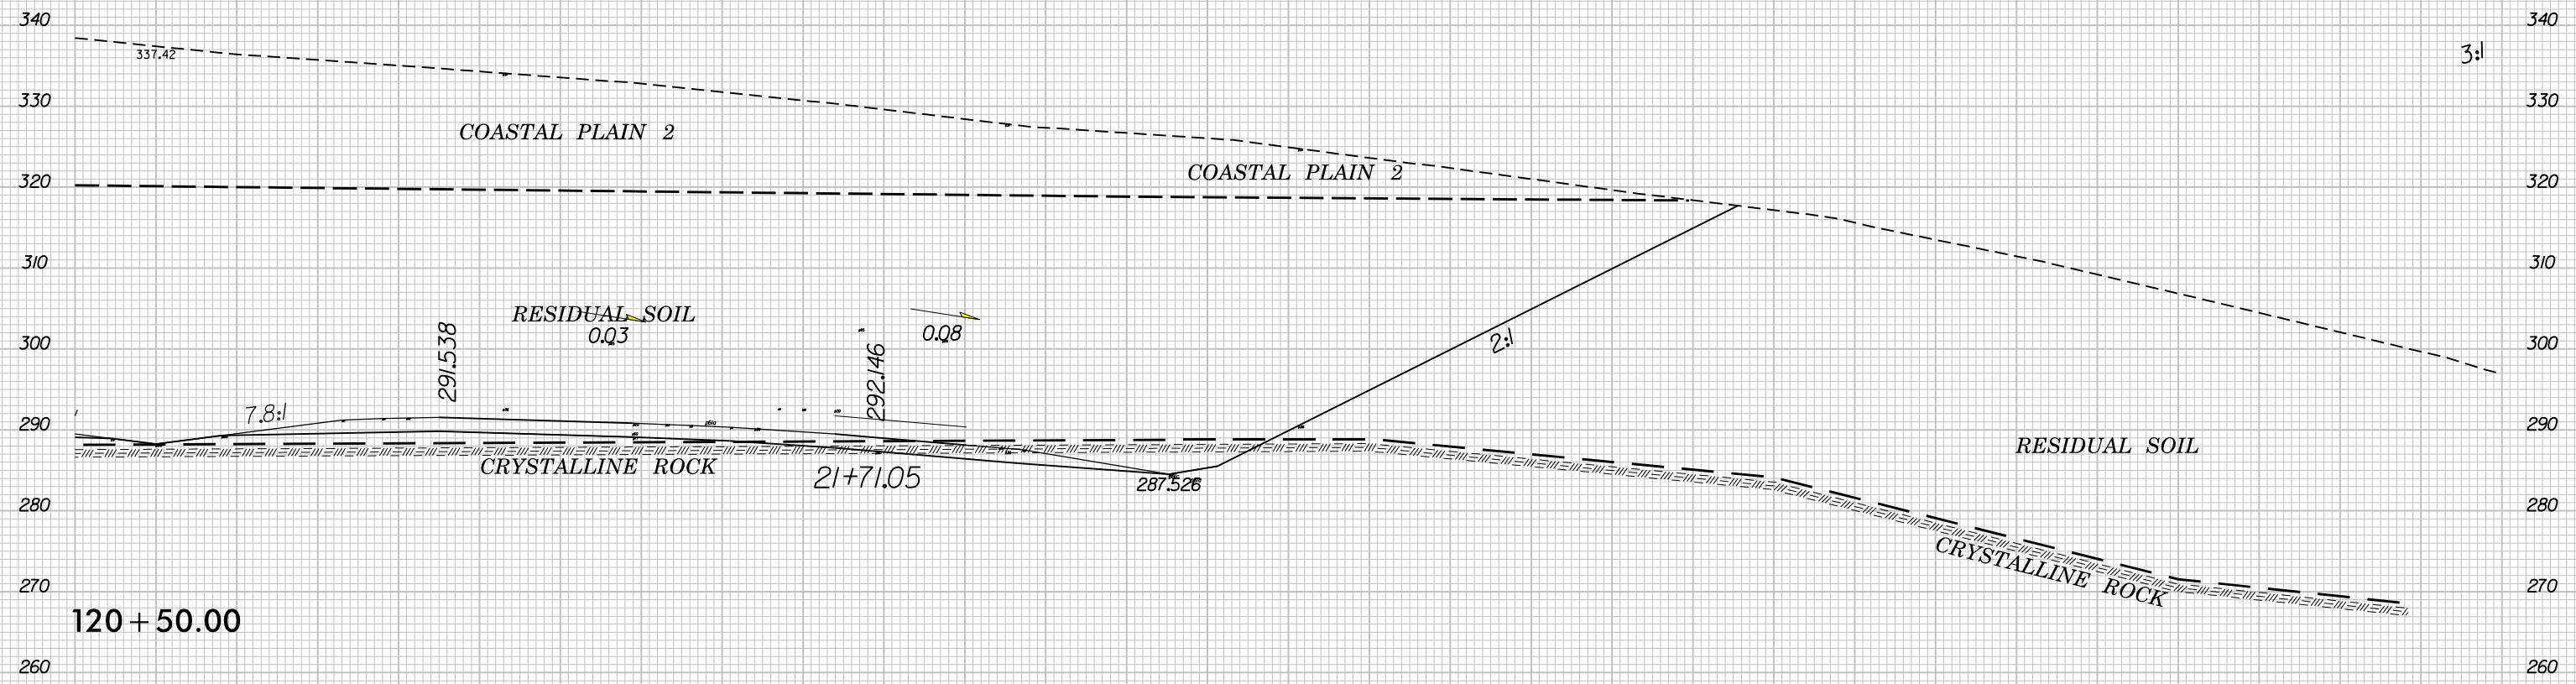 340 340
337.42 3:1
330 330
COASTAL PLAIN 2
COASTAL PLAIN 2
320 320
310 310
RESIDUAL SOIL
0.03 0.08
300 2:1 300
291.538 292.146
7.8:1
290 290
RESIDUAL SOIL
CRYSTALLINE ROCK
21+71.05 287.526
280 280
CRYSTALLINE ROCK
270 270
120+50.00
260 260